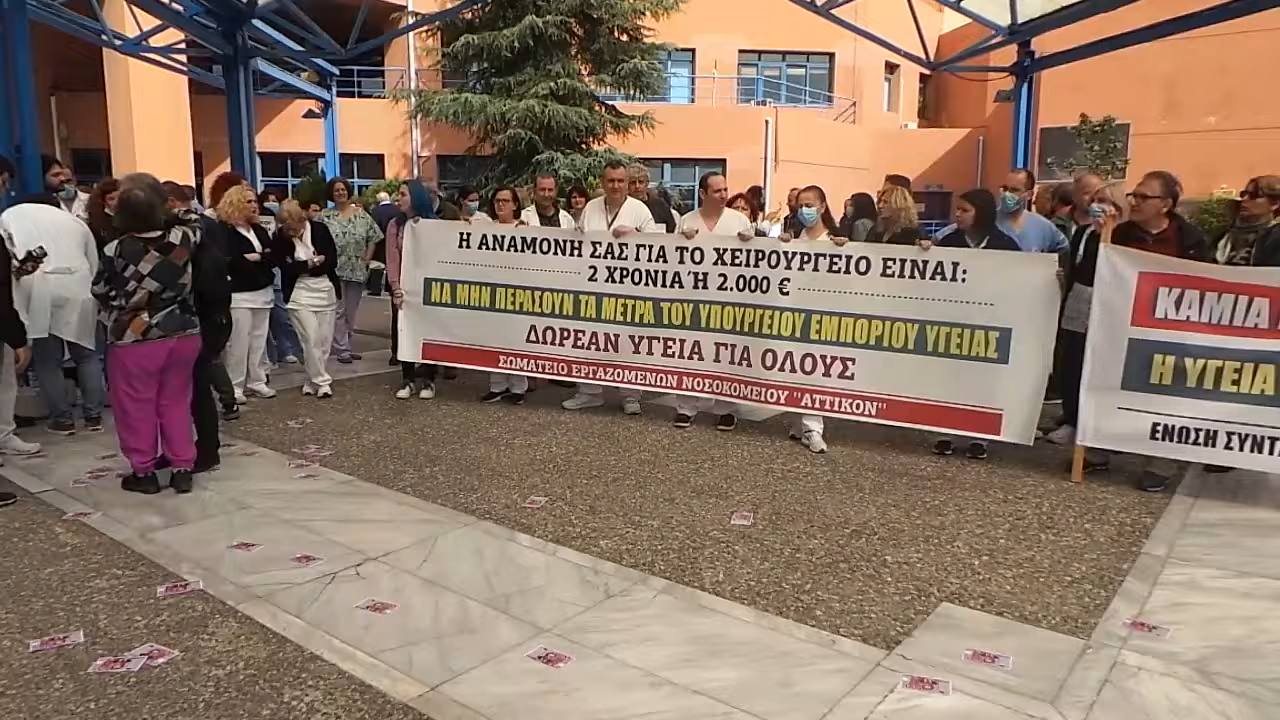 Η ΑΝΑΜΟΝΗ ΣΑΣ ΓΙΑ ΤΟ ΧΕΙΡΟΥΡΓΕΙΟ ΕΙΝΑΙ:
2 ΧΡΟΝΙΑ Ή 2.000 €
ΝΑ ΜΗΝ ΠΕΡΑΣΟΥΝ ΤΑ ΜΕΤΡΑ ΤΟΥ ΥΠΟΥΡΓΕΙΟΥ ΕΜΠΟΡΙΟΥ ΥΓΕΙΑΣ
ΔΩΡΕΑΝ ΥΓΕΙΑ ΓΙΑ ΟΛΟΥΣ
ΣΩΜΑΤΕΙΟ ΕΡΓΑΖΟΜΕΝΩΝ ΝΟΣΟΚΟΜΕΙΟΥ "ΑΤΤΙΚΟΝ"
ΚΑΜΙΑ
Η ΥΓΕΙΑ
ΕΝΩΣΗ ΣΥΝΤ